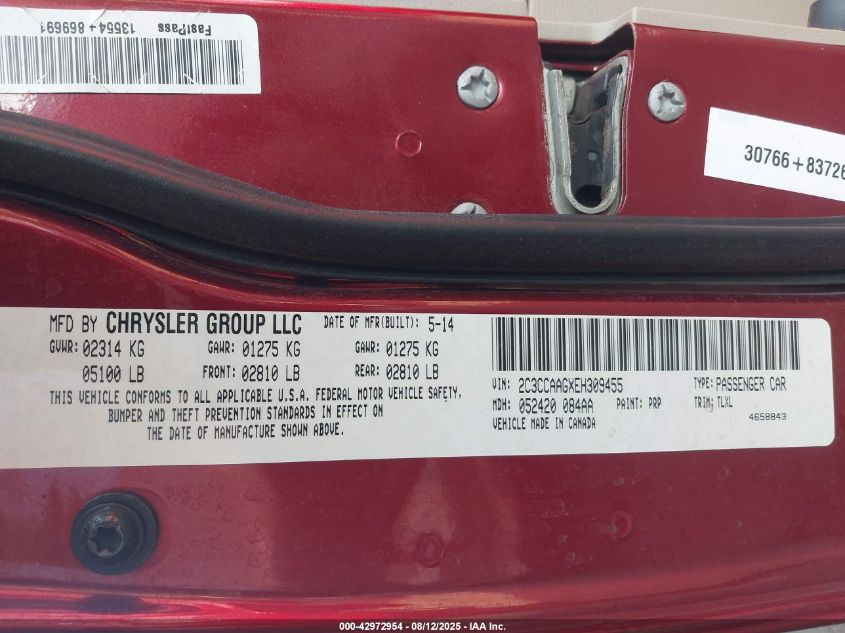 FastPass
13554+869691
30766+83726
MFD BY CHRYSLER GROUP LLC DATE OF MFR(BUILT): 5-14
GVWR: 02314 KG GAWR: 01275 KG GAWR: 01275 KG
05100 LB FRONT: 02810 LB REAR: 02810 LB
THIS VEHICLE CONFORMS TO ALL APPLICABLE U.S.A. FEDERAL MOTOR VEHICLE SAFETY,
BUMPER AND THEFT PREVENTION STANDARDS IN EFFECT ON
THE DATE OF MANUFACTURE SHOWN ABOVE.
VIN: 2C3CCAAGXEH309455 TYPE: PASSENGER CAR
MDH: 052420 084AA PAINT: PRP TRIM: TLXL
VEHICLE MADE IN CANADA 4658843
000-42972954 - 08/12/2025 - IAA Inc.